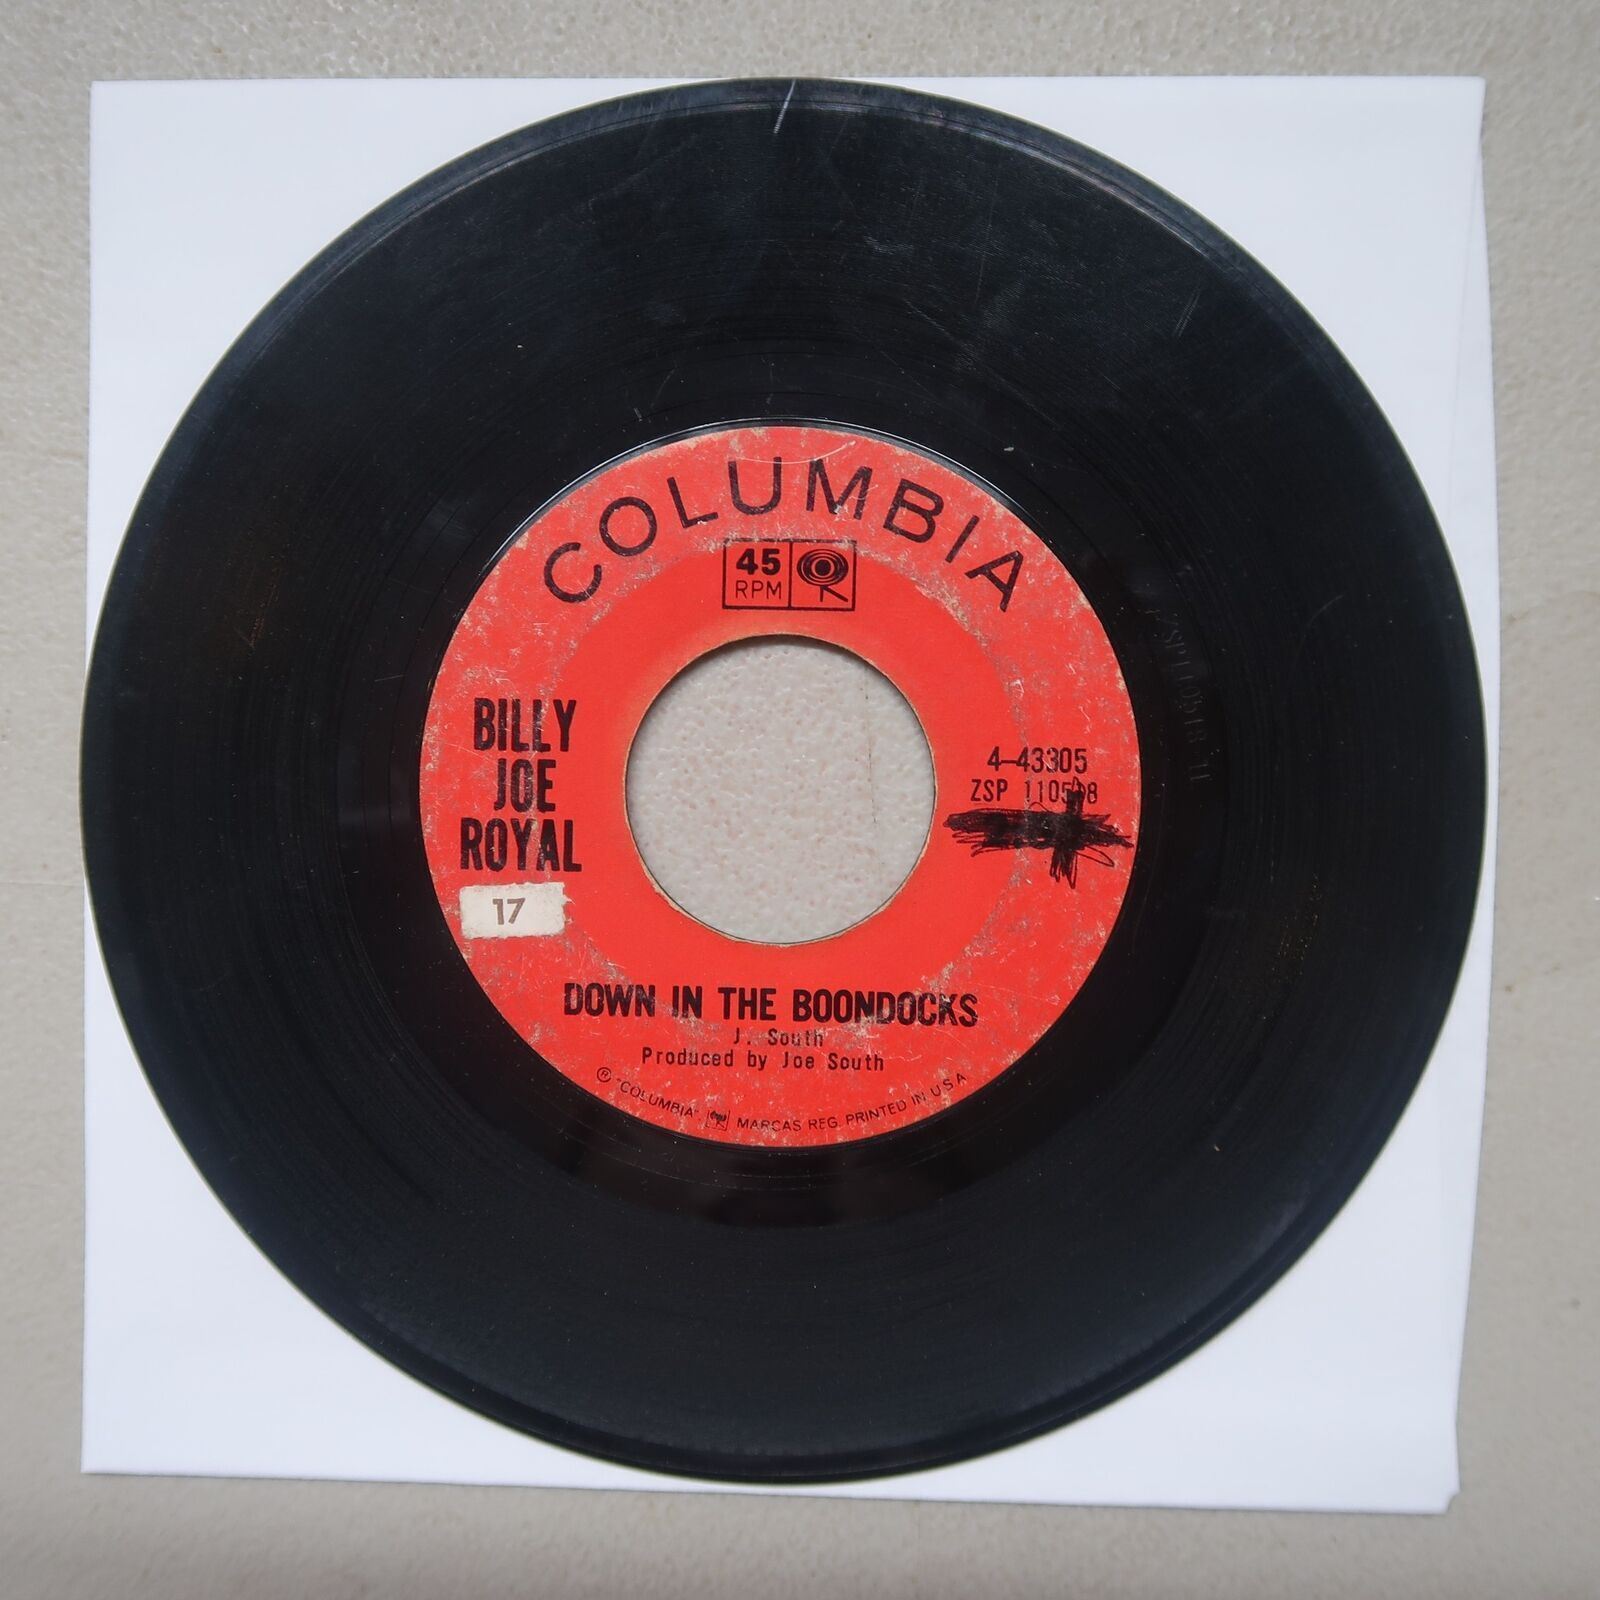 COLUMBIA
45
RPM
BILLY
JOE
ROYAL
17
4-43305
ZSP 110518
DOWN IN THE BOONDOCKS
J. South
Produced by Joe South
® "COLUMBIA", MARCAS REG. PRINTED IN U S A